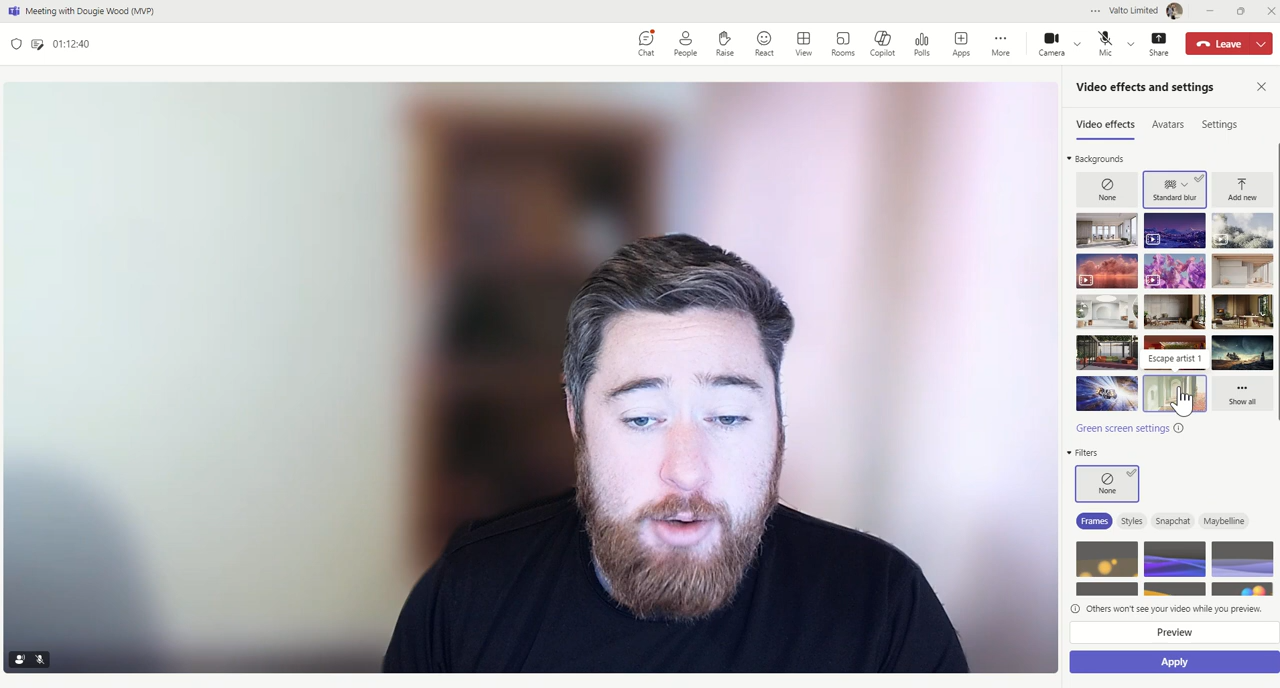 Meeting with Dougie Wood (MVP)
Valto Limited
01:12:40
Chat
People
Raise
React
View
Rooms
Copilot
Polls
Apps
More
Camera
Mic
Share
Leave
Video effects and settings
Video effects
Avatars
Settings
Backgrounds
None
Standard blur
Add new
Escape artist 1
Show all
Green screen settings
Filters
None
Frames
Styles
Snapchat
Maybelline
Others won't see your video while you preview.
Preview
Apply